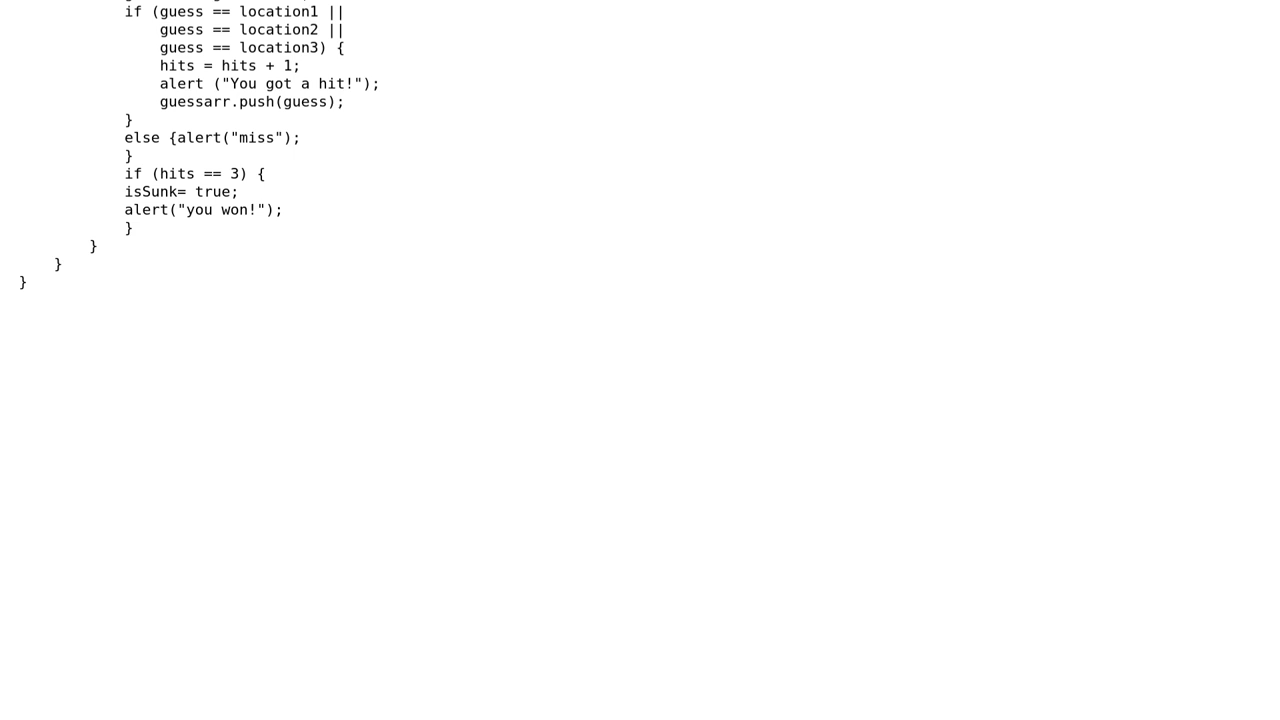 if (guess == location1 ||
guess == location2 ||
guess == location3) {
hits = hits + 1;
alert ("You got a hit!");
guessarr.push(guess);
}
else {alert("miss");
}
if (hits == 3) {
isSunk= true;
alert("you won!");
}
}
}
}